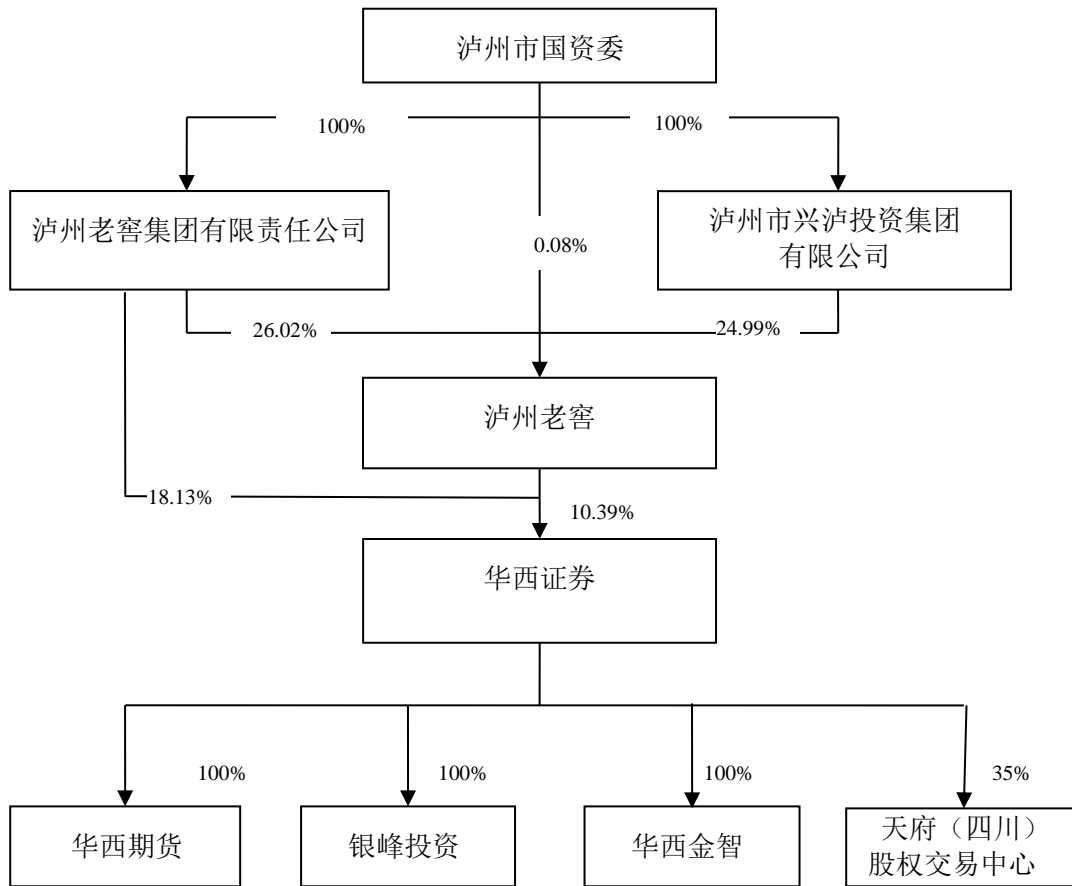 泸州市国资委
100%
100%
泸州老窖集团有限责任公司
0.08%
泸州市兴泸投资集团
有限公司
26.02%
24.99%
泸州老窖
18.13%
10.39%
华西证券
100%
100%
100%
35%
华西期货
银峰投资
华西金智
天府（四川）
股权交易中心